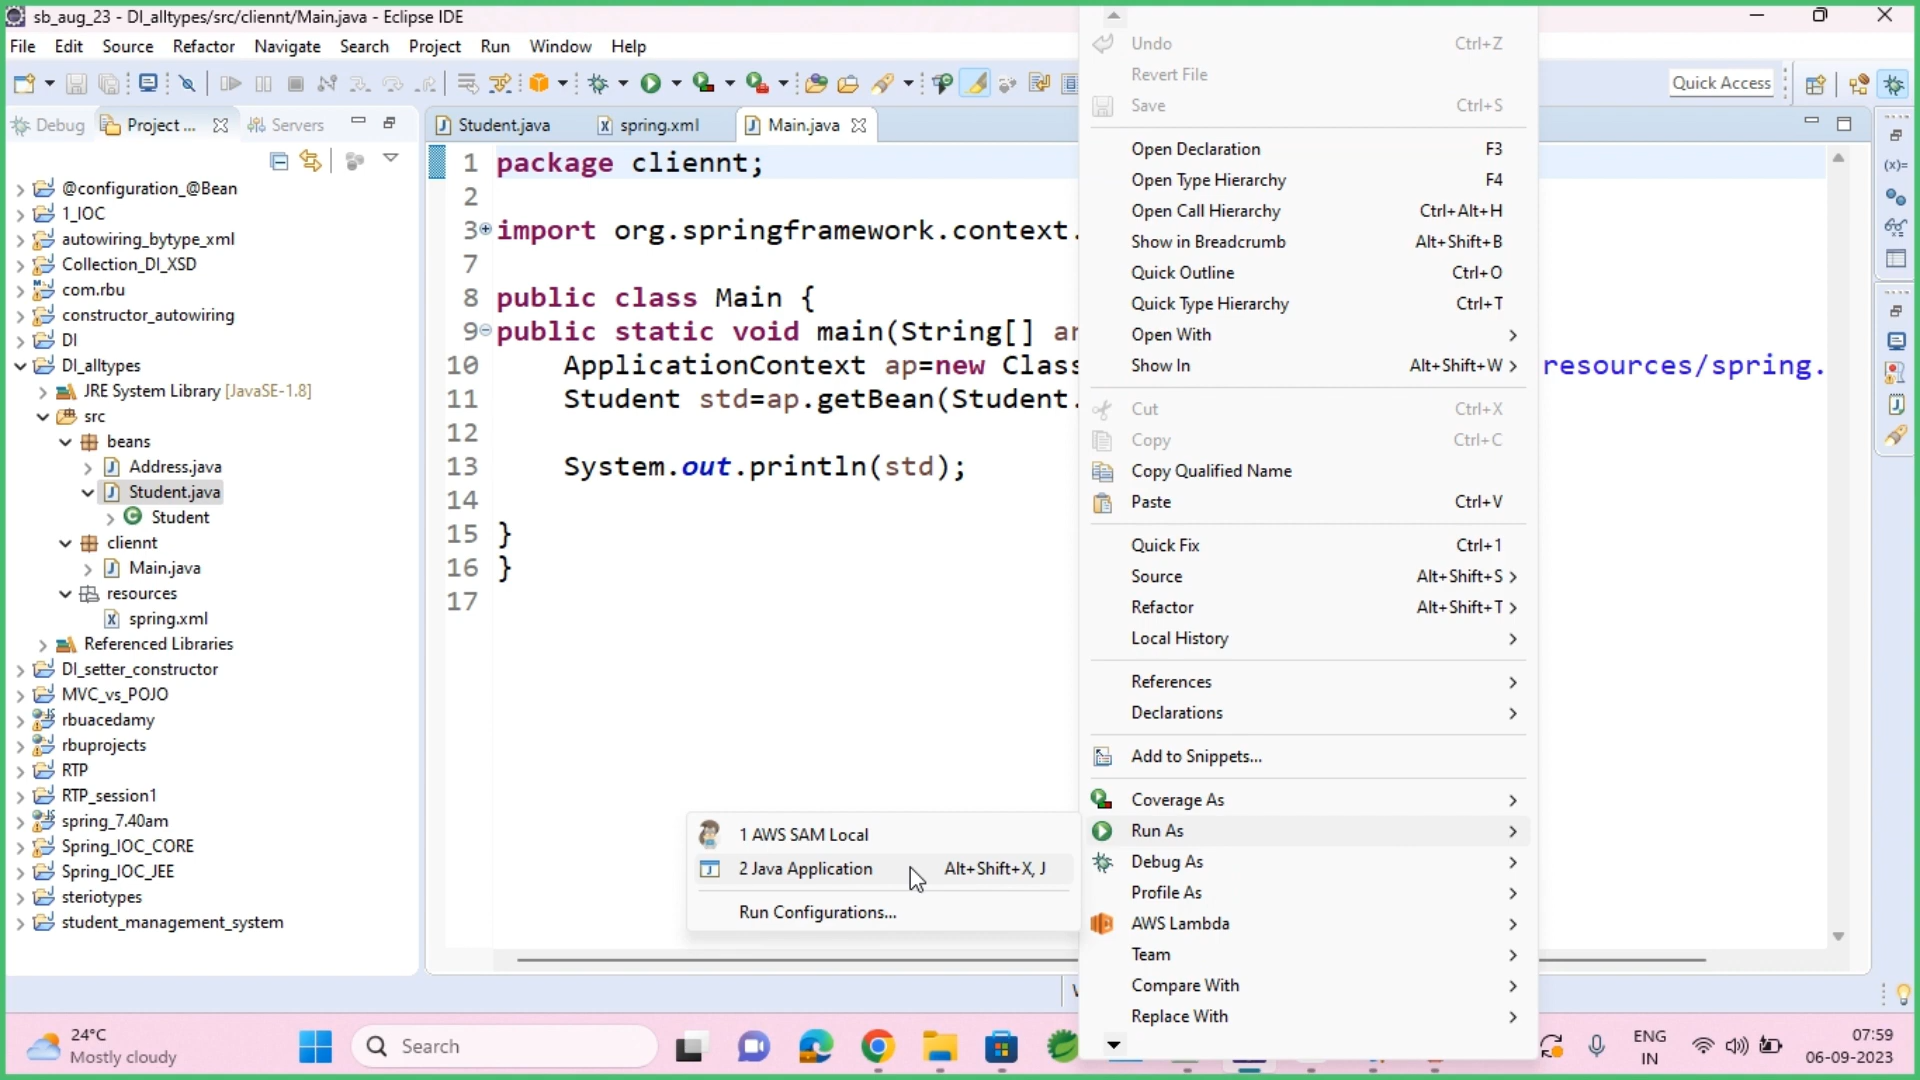 sb_aug_23 - DI_alltypes/src/cliennt/Main.java - Eclipse IDE
File Edit Source Refactor Navigate Search Project Run Window Help
Quick Access
Debug Project ... Servers
@configuration_@Bean
1_IOC
autowiring_bytype_xml
Collection_DI_XSD
com.rbu
constructor_autowiring
DI
DI_alltypes
JRE System Library [JavaSE-1.8]
src
beans
Address.java
Student.java
Student
cliennt
Main.java
resources
spring.xml
Referenced Libraries
DI_setter_constructor
MVC_vs_POJO
rbuacedamy
rbuprojects
RTP
RTP_session1
spring_7.40am
Spring_IOC_CORE
Spring_IOC_JEE
steriotypes
student_management_system
Student.java spring.xml Main.java
1 package cliennt;
2
3 import org.springframework.context.
7
8 public class Main {
9 public static void main(String[] ar
10 ApplicationContext ap=new Class resources/spring.
11 Student std=ap.getBean(Student.
12
13 System.out.println(std);
14
15 }
16 }
17
Undo Ctrl+Z
Revert File
Save Ctrl+S
Open Declaration F3
Open Type Hierarchy F4
Open Call Hierarchy Ctrl+Alt+H
Show in Breadcrumb Alt+Shift+B
Quick Outline Ctrl+O
Quick Type Hierarchy Ctrl+T
Open With
Show In Alt+Shift+W
Cut Ctrl+X
Copy Ctrl+C
Copy Qualified Name
Paste Ctrl+V
Quick Fix Ctrl+1
Source Alt+Shift+S
Refactor Alt+Shift+T
Local History
References
Declarations
Add to Snippets...
Coverage As
Run As
Debug As
Profile As
AWS Lambda
Team
Compare With
Replace With
1 AWS SAM Local
2 Java Application Alt+Shift+X, J
Run Configurations...
24°C
Mostly cloudy
Search
ENG
IN
07:59
06-09-2023